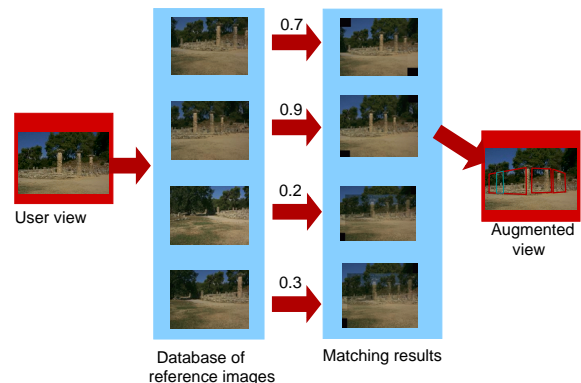 0.7
0.9
0.2
0.3
User view
Augmented
view
Database of
reference images
Matching results